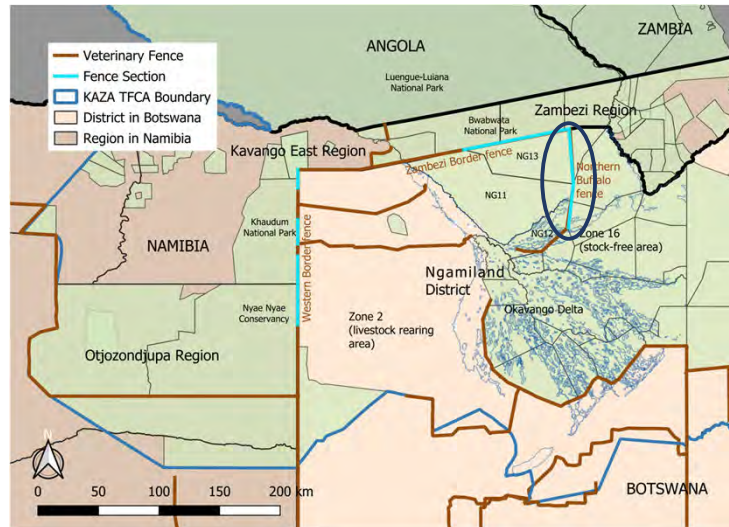 ANGOLA
ZAMBIA
Veterinary Fence
Fence Section
KAZA TFCA Boundary
District in Botswana
Region in Namibia
Luengue-Luiana
National Park
Bwabwata
National Park
Zambezi Region
Kavango East Region
Zambezi Border fence
NG13
Northern
Buffalo
fence
NG11
Khaudum
National Park
NAMIBIA
Western Border fence
NG12
Zone 16
(stock-free area)
Ngamiland
District
Nyae Nyae
Conservancy
Zone 2
(livestock rearing
area)
Okavango Delta
Otjozondjupa Region
N
0 50 100 150 200 km
BOTSWANA